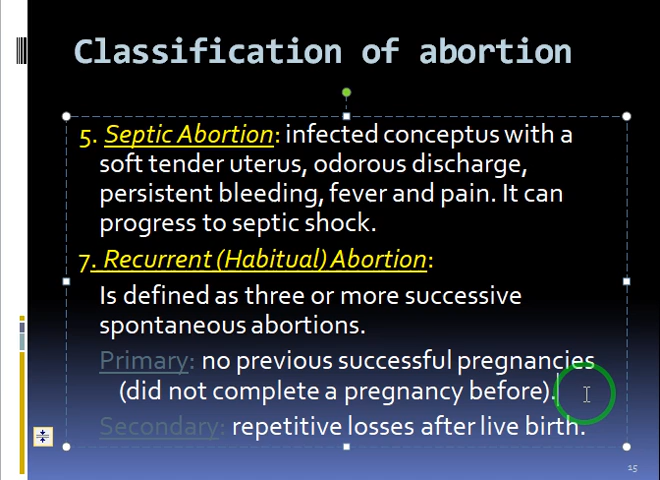 Classification of abortion
5. Septic Abortion: infected conceptus with a
soft tender uterus, odorous discharge,
persistent bleeding, fever and pain. It can
progress to septic shock.
7. Recurrent (Habitual) Abortion:
Is defined as three or more successive
spontaneous abortions.
Primary: no previous successful pregnancies
(did not complete a pregnancy before).
Secondary: repetitive losses after live birth.
15